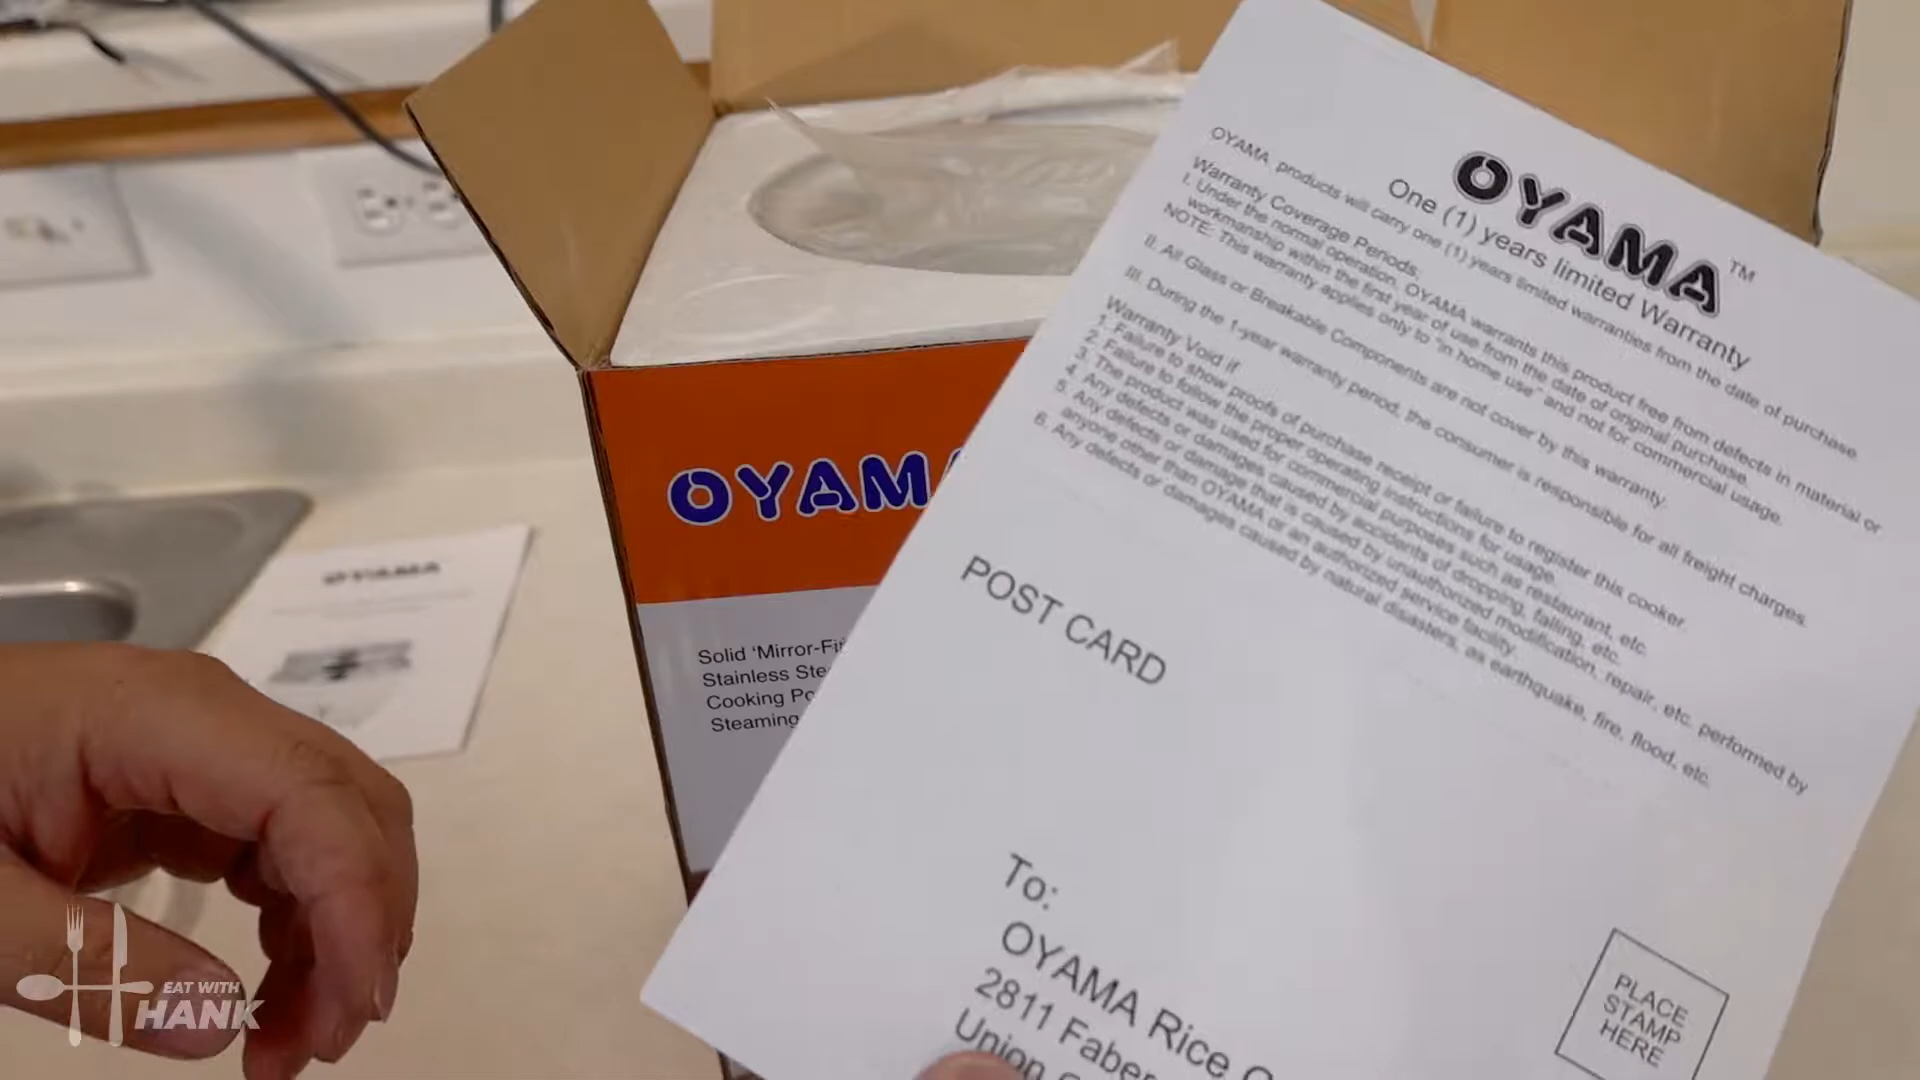 OYAMA™
One (1) years limited Warranty
OYAMA, products will carry one (1) years limited warranties from the date of purchase.
Warranty Coverage Periods:
I. Under the normal operation, OYAMA warrants this product free from defects in material or
workmanship within the first year of use from the date of original purchase.
NOTE: This warranty applies only to "in home use" and not for commercial usage.
II. All Glass or Breakable Components are not cover by this warranty.
III. During the 1-year warranty period, the consumer is responsible for all freight charges.
Warranty Void if
1. Failure to show proofs of purchase receipt or failure to register this cooker.
2. Failure to follow the proper operating instructions for usage.
3. The product was used for commercial purposes such as restaurant, etc.
4. Any defects or damages caused by accidents of dropping, falling, etc.
5. Any defects or damage that is caused by unauthorized modification, repair, etc. performed by
anyone other than OYAMA or an authorized service facility.
6. Any defects or damages caused by natural disasters, as earthquake, fire, flood, etc.
POST CARD
To:
OYAMA Rice
2811 Faber
Union
PLACE
STAMP
HERE
OYAMA
Solid 'Mirror-Fi
Stainless Ste
Cooking Po
Steaming
OYAMA
EAT WITH
HANK